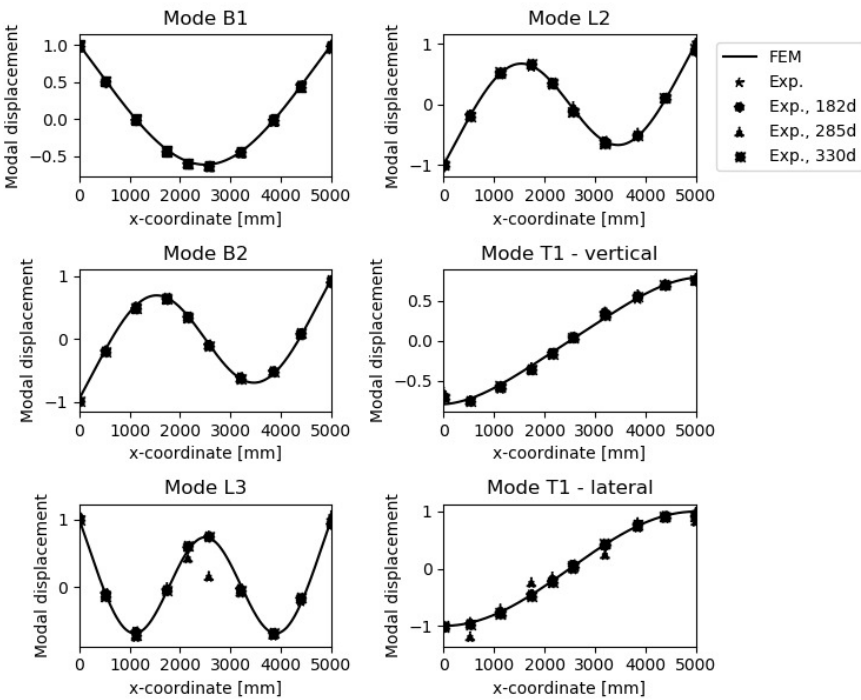 Mode B1
Modal displacement
1.0
0.5
0.0
−0.5
0 1000 2000 3000 4000 5000
x-coordinate [mm]
Mode L2
Modal displacement
1
0
−1
0 1000 2000 3000 4000 5000
x-coordinate [mm]
FEM
Exp.
Exp., 182d
Exp., 285d
Exp., 330d
Mode B2
Modal displacement
1
0
−1
0 1000 2000 3000 4000 5000
x-coordinate [mm]
Mode T1 - vertical
Modal displacement
0.5
0.0
−0.5
0 1000 2000 3000 4000 5000
x-coordinate [mm]
Mode L3
Modal displacement
1
0
0 1000 2000 3000 4000 5000
x-coordinate [mm]
Mode T1 - lateral
Modal displacement
1
0
−1
0 1000 2000 3000 4000 5000
x-coordinate [mm]